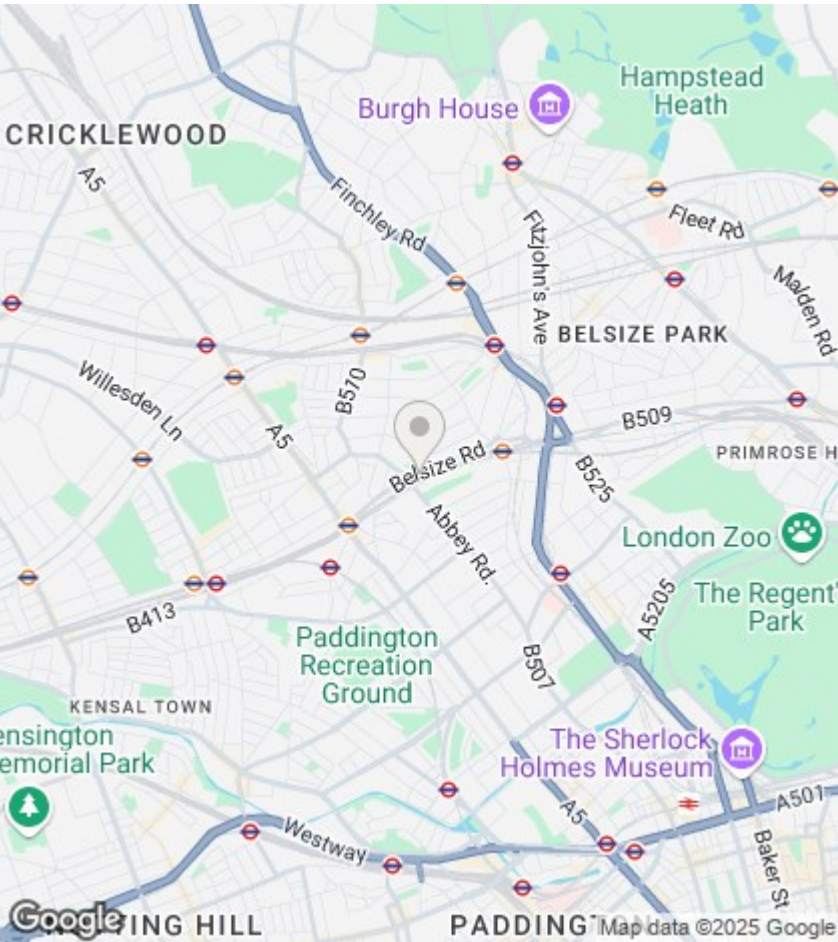 Hampstead
Heath
Burgh House
CRICKLEWOOD
A5
Finchley Rd
Fitzjohn's Ave
Fleet Rd
Malden Rd
BELSIZE PARK
Willesden Ln
B570
A5
B509
Belsize Rd
PRIMROSE H
B525
Abbey Rd.
London Zoo
The Regent'
Park
A5205
B413
Paddington
Recreation
Ground
B507
KENSAL TOWN
ensington
emorial Park
The Sherlock
Holmes Museum
A5
A501
Westway
Baker St
Google
TING HILL
PADDINGTON
Map data ©2025 Google